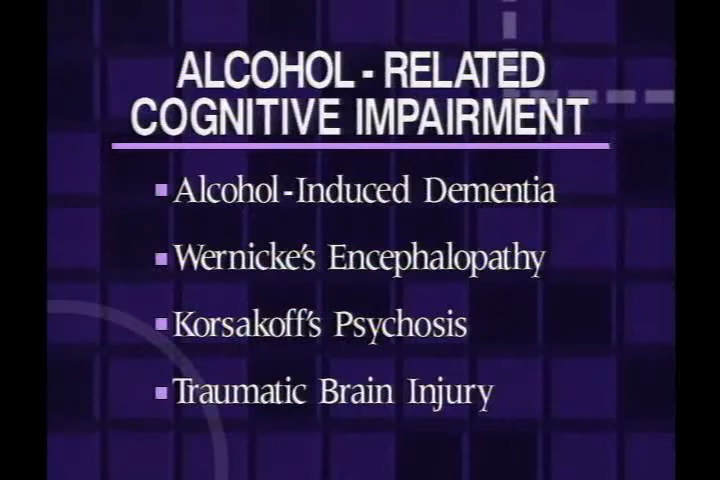 ALCOHOL - RELATED
COGNITIVE IMPAIRMENT
Alcohol-Induced Dementia
Wernicke's Encephalopathy
Korsakoff's Psychosis
Traumatic Brain Injury